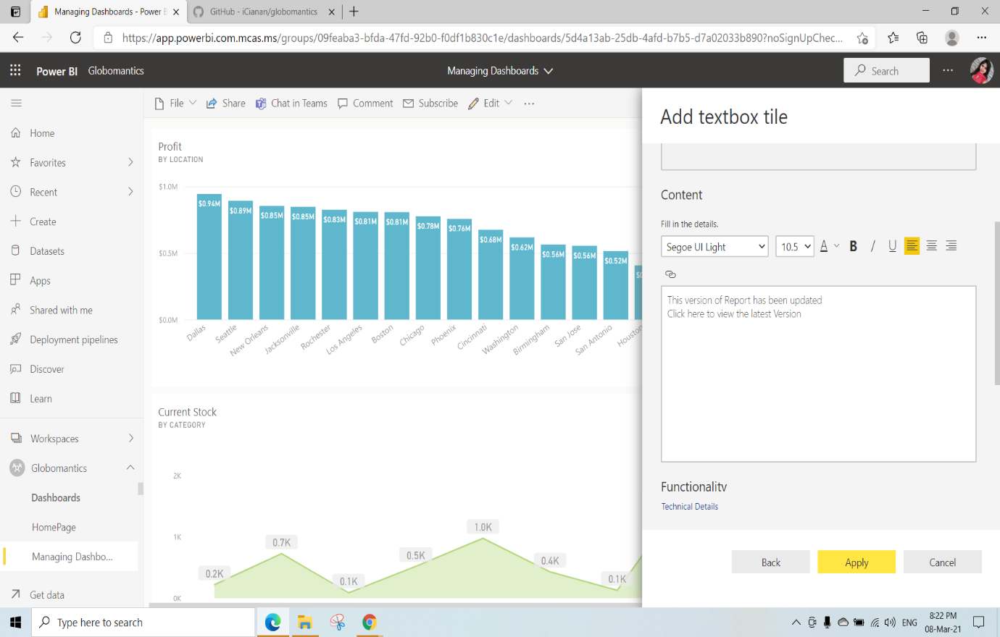 Managing Dashboards - Power B
GitHub - iCianan/globomantics
https://app.powerbi.com.mcas.ms/groups/09feaba3-bfda-47fd-92b0-f0df1b830c1e/dashboards/5d4a13ab-25db-4afd-b7b5-d7a02033b890?noSignUpChec...
Power BI Globomantics
Managing Dashboards
Search
File Share Chat in Teams Comment Subscribe Edit
Home
Favorites
Recent
Create
Datasets
Apps
Shared with me
Deployment pipelines
Discover
Learn
Workspaces
Globomantics
Dashboards
HomePage
Managing Dashbo...
Get data
Profit
BY LOCATION
$1.0M
$0.5M
$0.0M
$0.94M $0.89M $0.85M $0.85M $0.83M $0.81M $0.81M $0.78M $0.76M $0.68M $0.62M $0.56M $0.56M $0.52M
Dallas Seattle New Orleans Jacksonville Rochester Los Angeles Boston Chicago Phoenix Cincinnati Washington Birmingham San Jose San Antonio Houston
Current Stock
BY CATEGORY
2K
1K
0K
0.2K 0.7K 0.1K 0.5K 1.0K 0.4K 0.1K
Add textbox tile
Content
Fill in the details.
Segoe UI Light 10.5 A B I U
This version of Report has been updated
Click here to view the latest Version
Functionality
Technical Details
Back Apply Cancel
Type here to search
ENG
8:22 PM
08-Mar-21